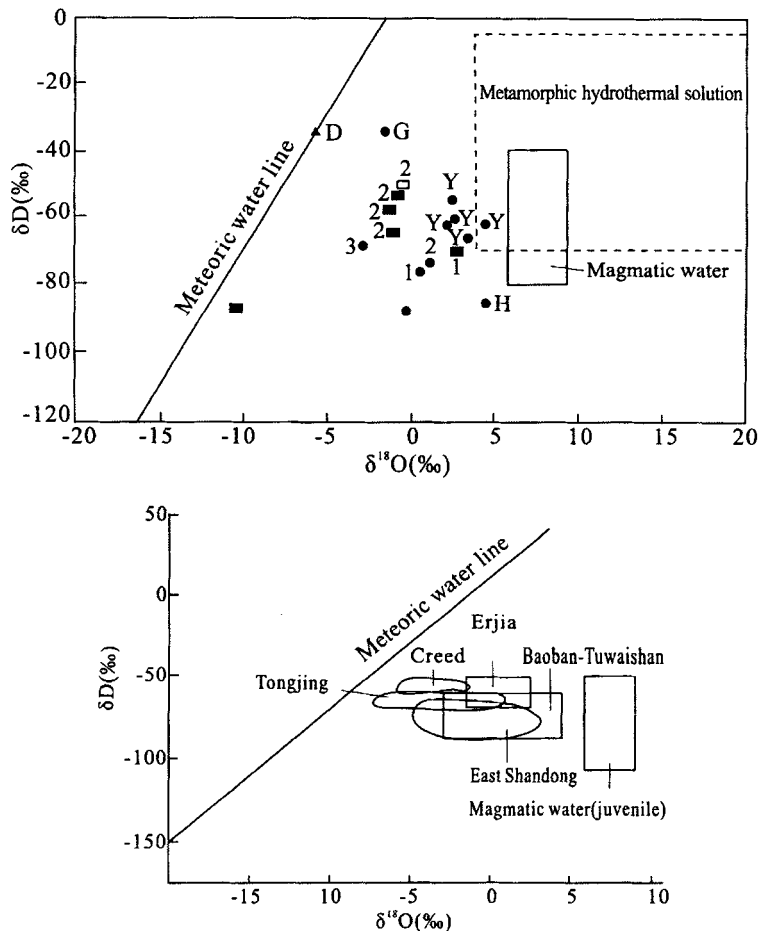 0
-20
-40
-60
-80
-100
-120
δD(‰)
Meteoric water line
D
G
2
2
2
2
3
1
2
Y
Y
Y
Y
Y
1
H
Metamorphic hydrothermal solution
Magmatic water
-20
-15
-10
-5
0
5
10
15
20
δ¹⁸O(‰)
50
0
-50
-100
-150
δD(‰)
Meteoric water line
Erjia
Creed
Baoban-Tuwaishan
Tongjing
East Shandong
Magmatic water(juvenile)
-15
-10
-5
0
5
10
δ¹⁸O(‰)